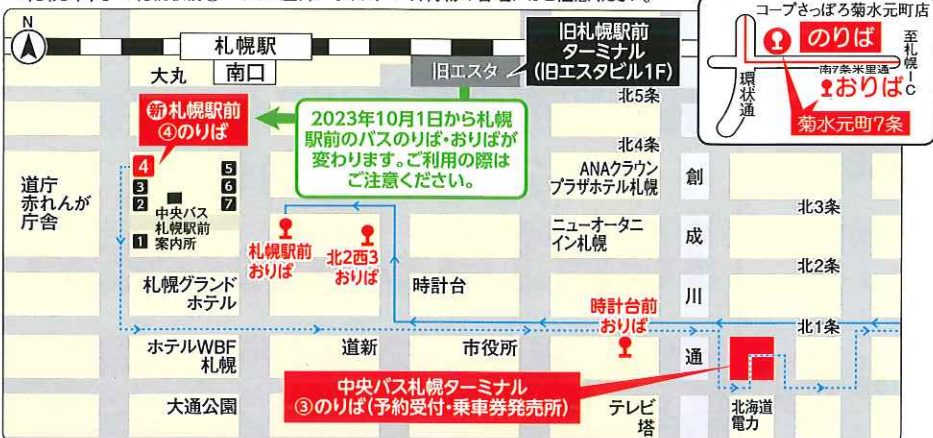 コープさっぽろ菊水元町店
のりば
至札幌IC
南7条米里通
おりば
環状通
菊水元町7条
N
札幌駅
南口
大丸
旧エスタ
旧札幌駅前
ターミナル
(旧エスタビル1F)
新札幌駅前
④のりば
2023年10月1日から札幌
駅前のバスのりば・おりばが
変わります。ご利用の際は
ご注意ください。
北5条
北4条
道庁
赤れんが
庁舎
4
3
2
1
5
6
7
中央バス
札幌駅前
案内所
札幌駅前
おりば
北2西3
おりば
ANAクラウン
プラザホテル札幌
ニューオータニ
イン札幌
創
成
川
通
北3条
北2条
北1条
札幌グランド
ホテル
時計台
時計台前
おりば
ホテルWBF
札幌
道新
市役所
中央バス札幌ターミナル
③のりば(予約受付・乗車券発売所)
大通公園
テレビ
塔
北海道
電力